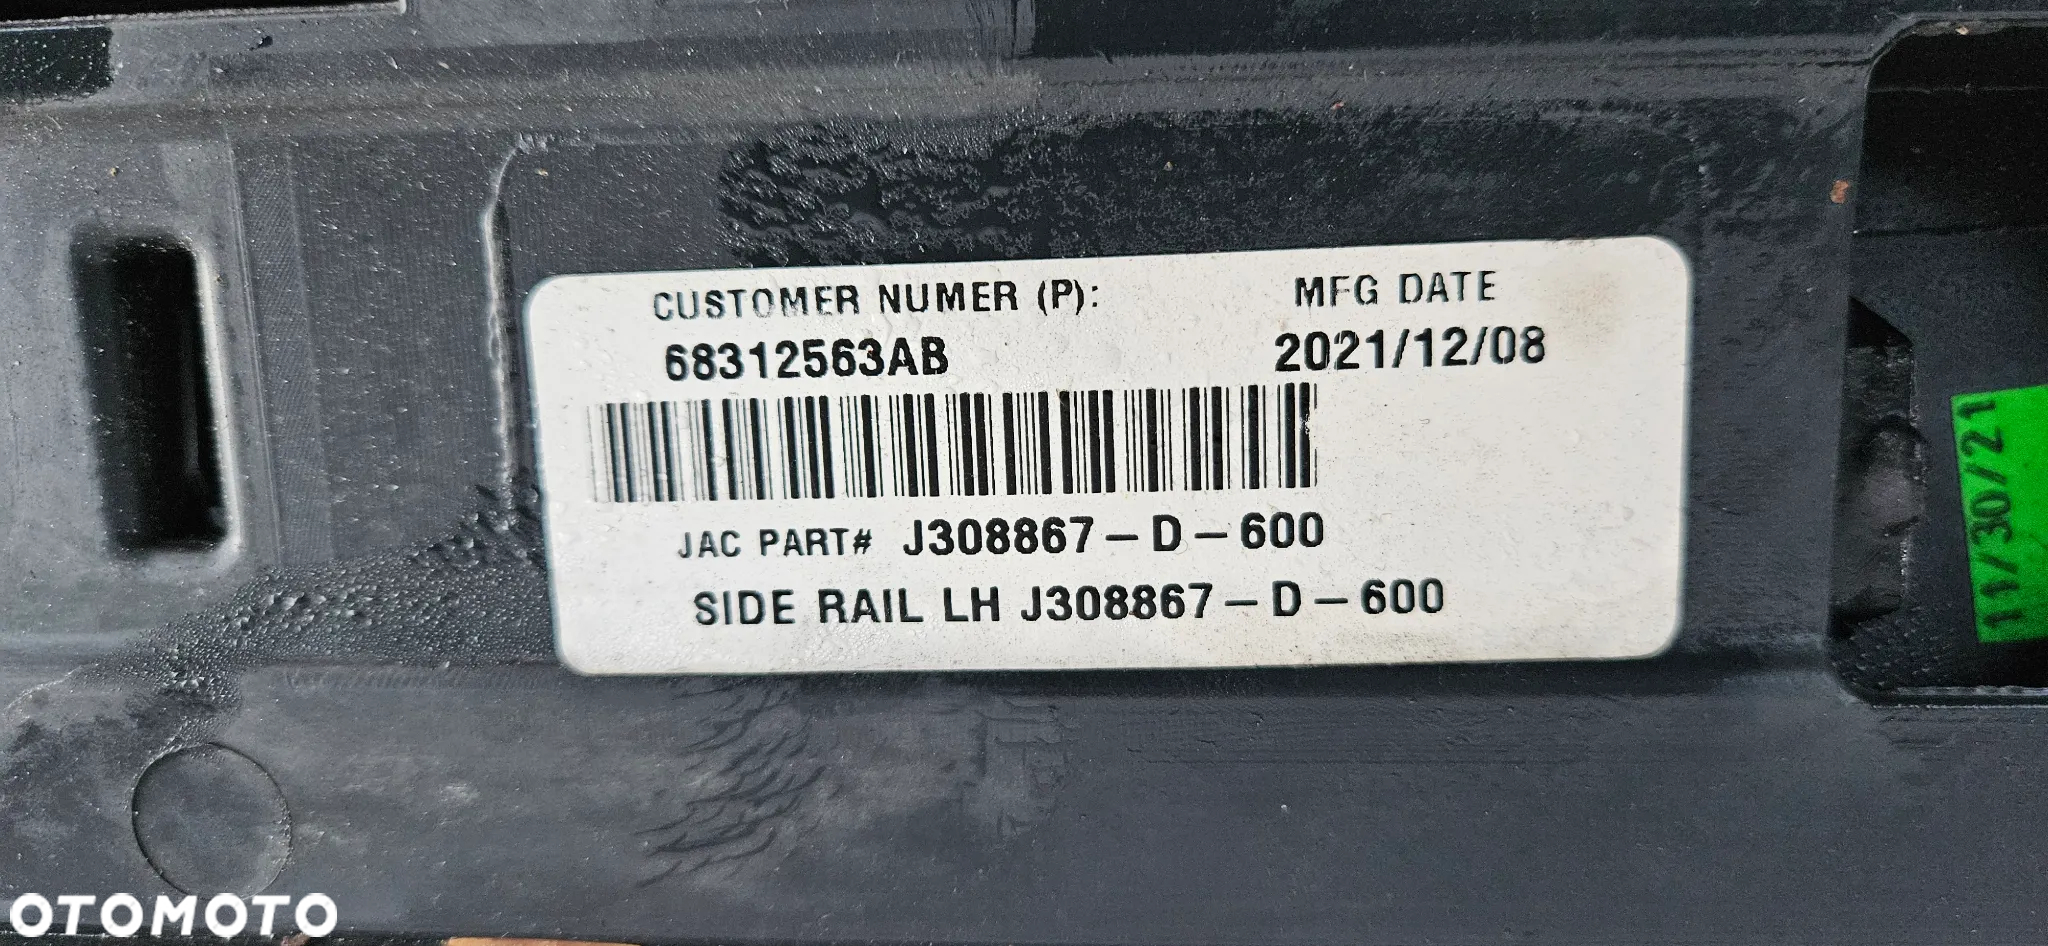 CUSTOMER NUMER (P): MFG DATE
68312563AB 2021/12/08
JAC PART# J308867-D-600
SIDE RAIL LH J308867-D-600
11/30/21
OTOMOTO